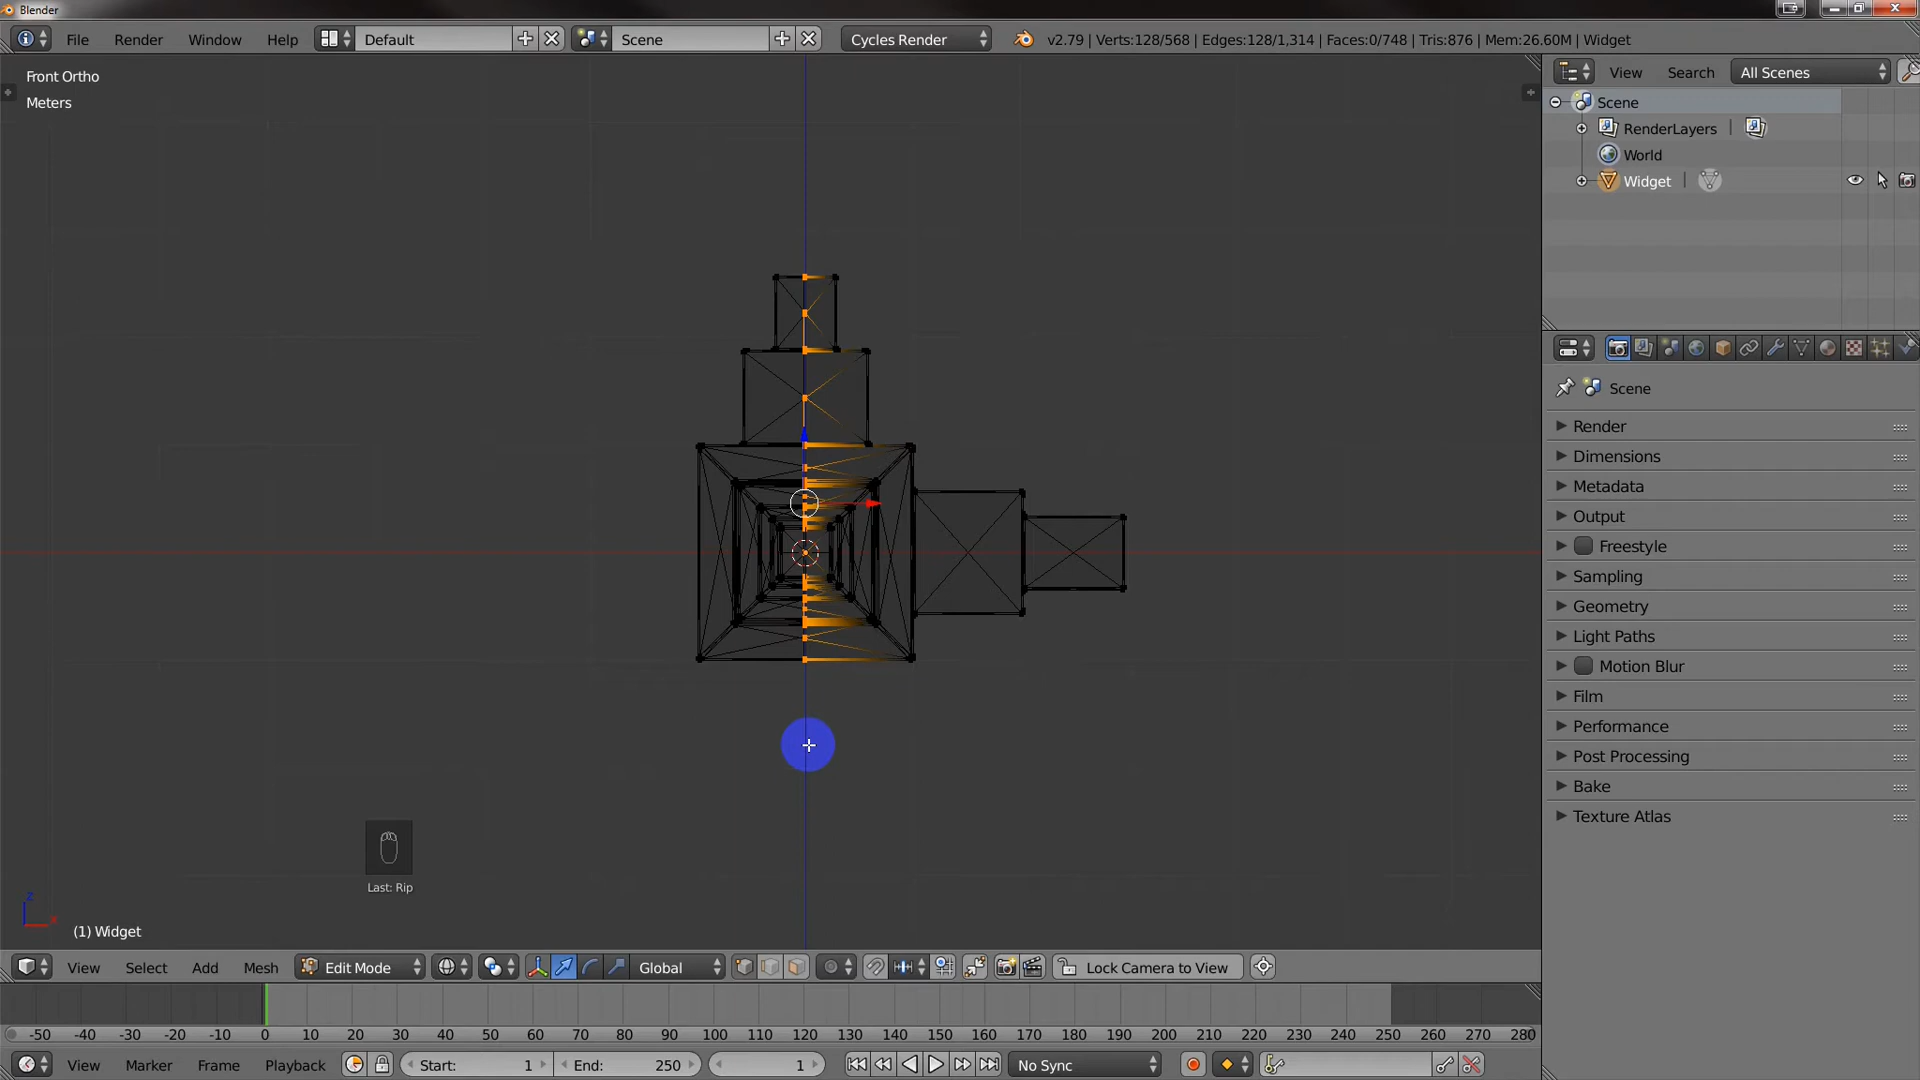 Blender
File Render Window Help Default Scene Cycles Render v2.79 | Verts:128/568 | Edges:128/1,314 | Faces:0/748 | Tris:876 | Mem:26.60M | Widget
Front Ortho
Meters
View Search All Scenes
Scene
RenderLayers
World
Widget
Scene
Render
Dimensions
Metadata
Output
Freestyle
Sampling
Geometry
Light Paths
Motion Blur
Film
Performance
Post Processing
Bake
Texture Atlas
Last: Rip
Z
(1) Widget
View Select Add Mesh Edit Mode Global Lock Camera to View
-50 -40 -30 -20 -10 0 10 20 30 40 50 60 70 80 90 100 110 120 130 140 150 160 170 180 190 200 210 220 230 240 250 260 270 280
View Marker Frame Playback Start: 1 End: 250 1 No Sync